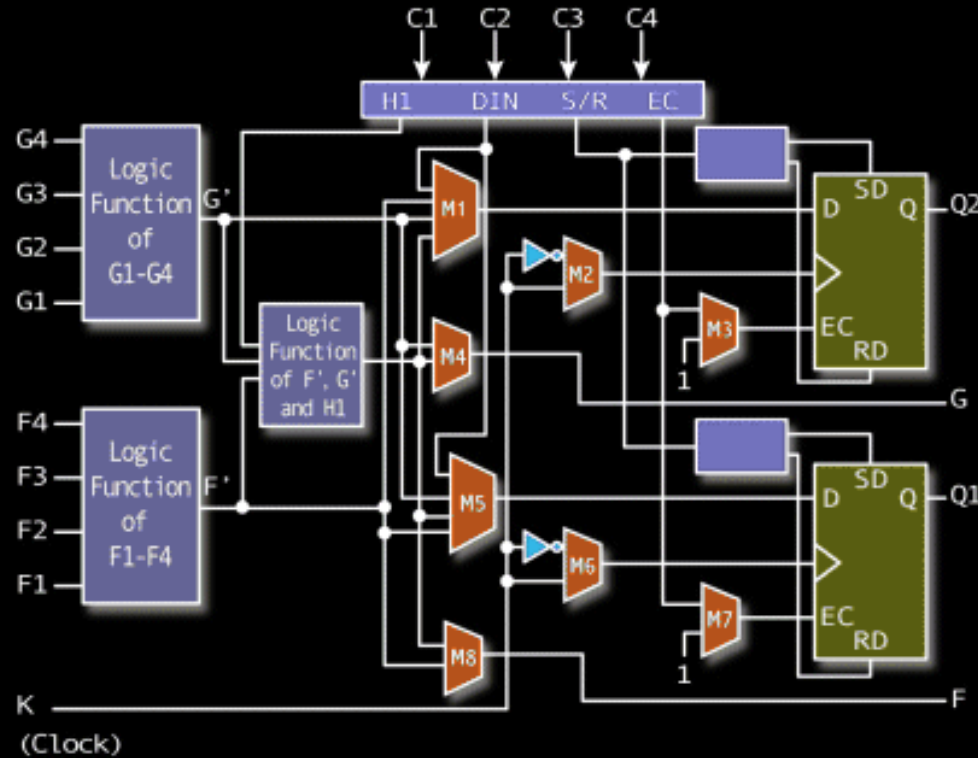 C1 C2 C3 C4
H1 DIN S/R EC
G4
G3
G2
G1
Logic
Function
of
G1-G4
G'
M1
M2
M3
1
SD
D Q
EC
RD
Q2
Logic
Function
of F', G'
and H1
M4
G
F4
F3
F2
F1
Logic
Function
of
F1-F4
F'
M5
M6
M7
1
M8
SD
D Q
EC
RD
Q1
F
K
(Clock)